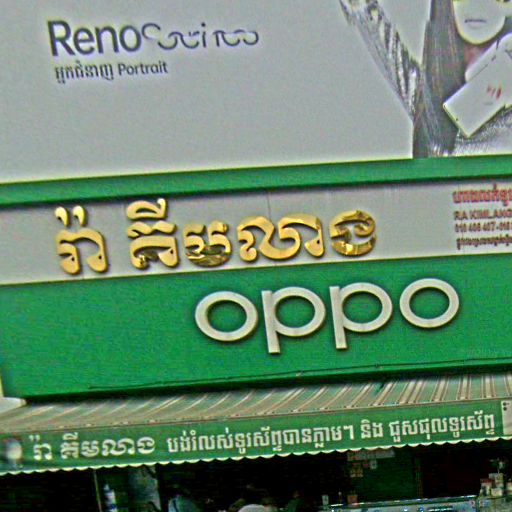 Reno
អ្នកជំនាញ Portrait
រ៉ា គីមលាង
RA KIMLANG
oppo
រ៉ា គីមលាង បង់រំលស់ទូរស័ព្ទបានភ្លាមៗ និង ជួសជុលទូរស័ព្ទ